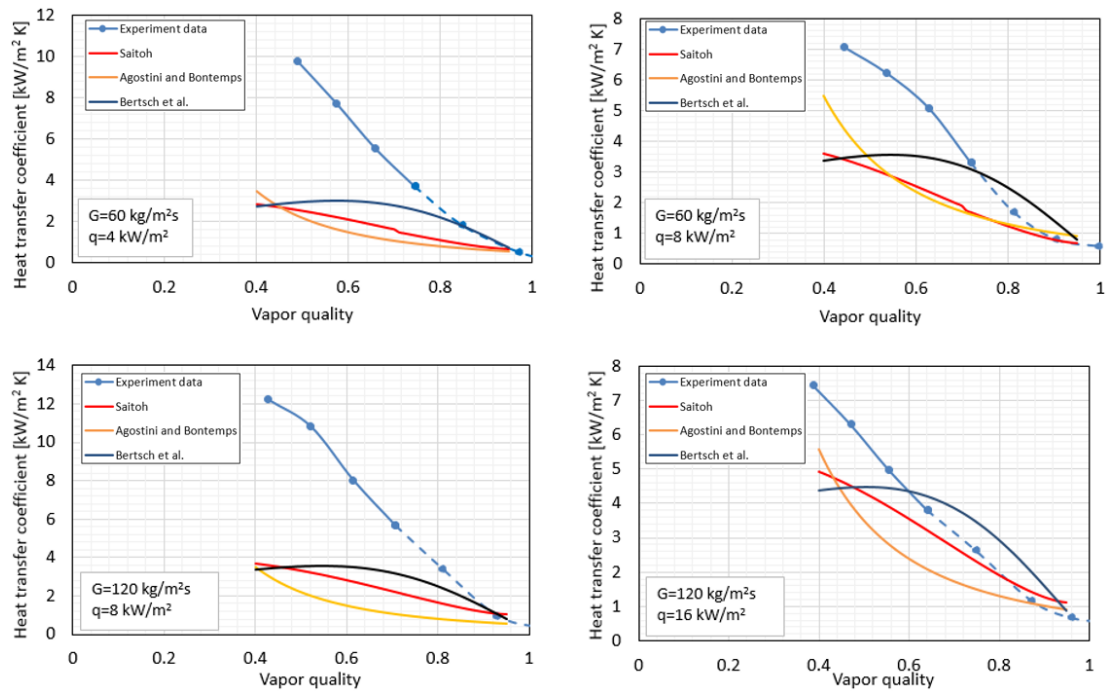 Heat transfer coefficient [kW/m² K]
12
10
8
6
4
2
0
Experiment data
Saitoh
Agostini and Bontemps
Bertsch et al.
G=60 kg/m²s
q=4 kW/m²
0 0.2 0.4 0.6 0.8 1
Vapor quality
Heat transfer coefficient [kW/m² K]
8
7
6
5
4
3
2
1
0
Experiment data
Saitoh
Agostini and Bontemps
Bertsch et al.
G=60 kg/m²s
q=8 kW/m²
0 0.2 0.4 0.6 0.8 1
Vapor quality
Heat transfer coefficient [kW/m² K]
14
12
10
8
6
4
2
0
Experiment data
Saitoh
Agostini and Bontemps
Bertsch et al.
G=120 kg/m²s
q=8 kW/m²
0 0.2 0.4 0.6 0.8 1
Vapor quality
Heat transfer coefficient [kW/m² K]
8
7
6
5
4
3
2
1
0
Experiment data
Saitoh
Agostini and Bontemps
Bertsch et al.
G=120 kg/m²s
q=16 kW/m²
0 0.2 0.4 0.6 0.8 1
Vapor quality